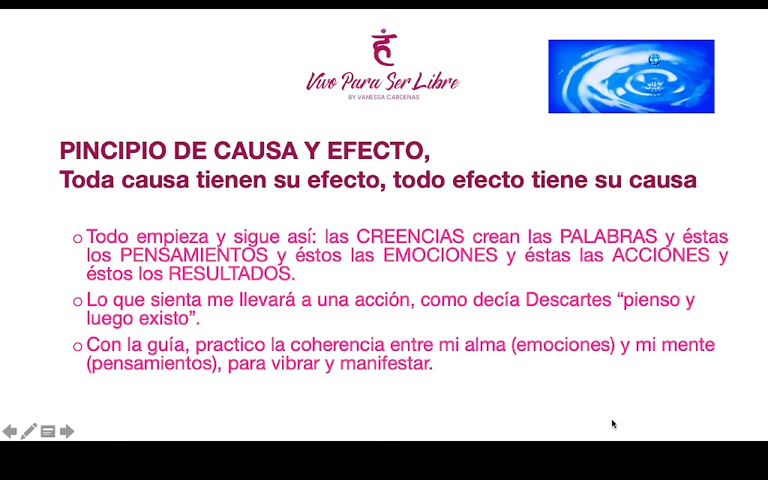 Vivo Para Ser Libre
BY VANESSA CARDENAS
PINCIPIO DE CAUSA Y EFECTO,
Toda causa tienen su efecto, todo efecto tiene su causa
Todo empieza y sigue así: las CREENCIAS crean las PALABRAS y éstas
los PENSAMIENTOS y éstos las EMOCIONES y éstas las ACCIONES y
éstos los RESULTADOS.
Lo que sienta me llevará a una acción, como decía Descartes “pienso y
luego existo”.
Con la guía, practico la coherencia entre mi alma (emociones) y mi mente
(pensamientos), para vibrar y manifestar.